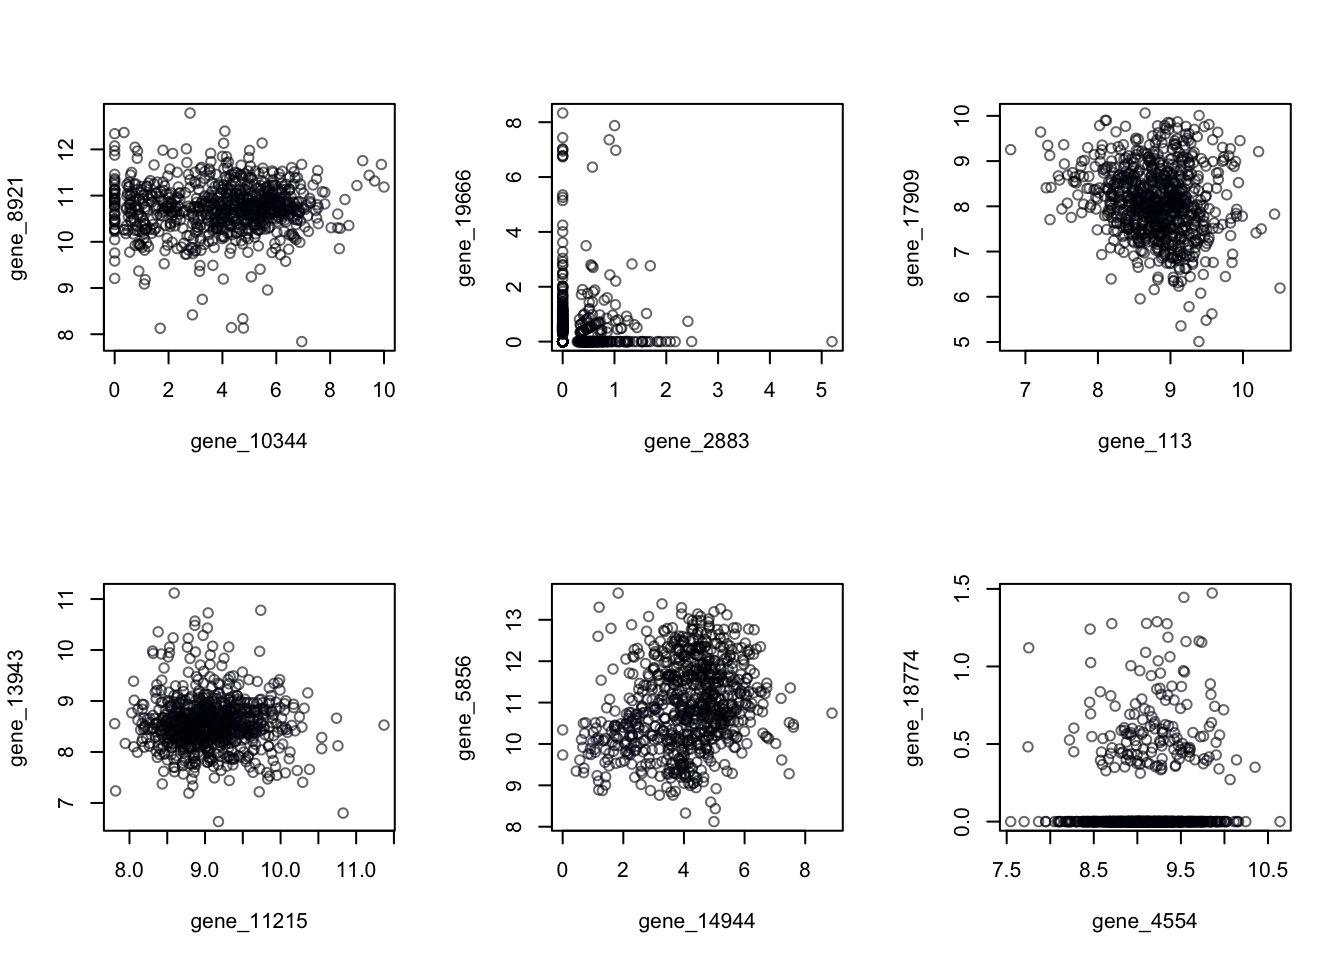 gene_8921
12
11
10
9
8
0 2 4 6 8 10
gene_10344
gene_19666
8
6
4
2
0
0 1 2 3 4 5
gene_2883
gene_17909
10
9
8
7
6
5
7 8 9 10
gene_113
gene_13943
11
10
9
8
7
8.0 9.0 10.0 11.0
gene_11215
gene_5856
13
12
11
10
9
8
0 2 4 6 8
gene_14944
gene_18774
1.5
1.0
0.5
0.0
7.5 8.5 9.5 10.5
gene_4554